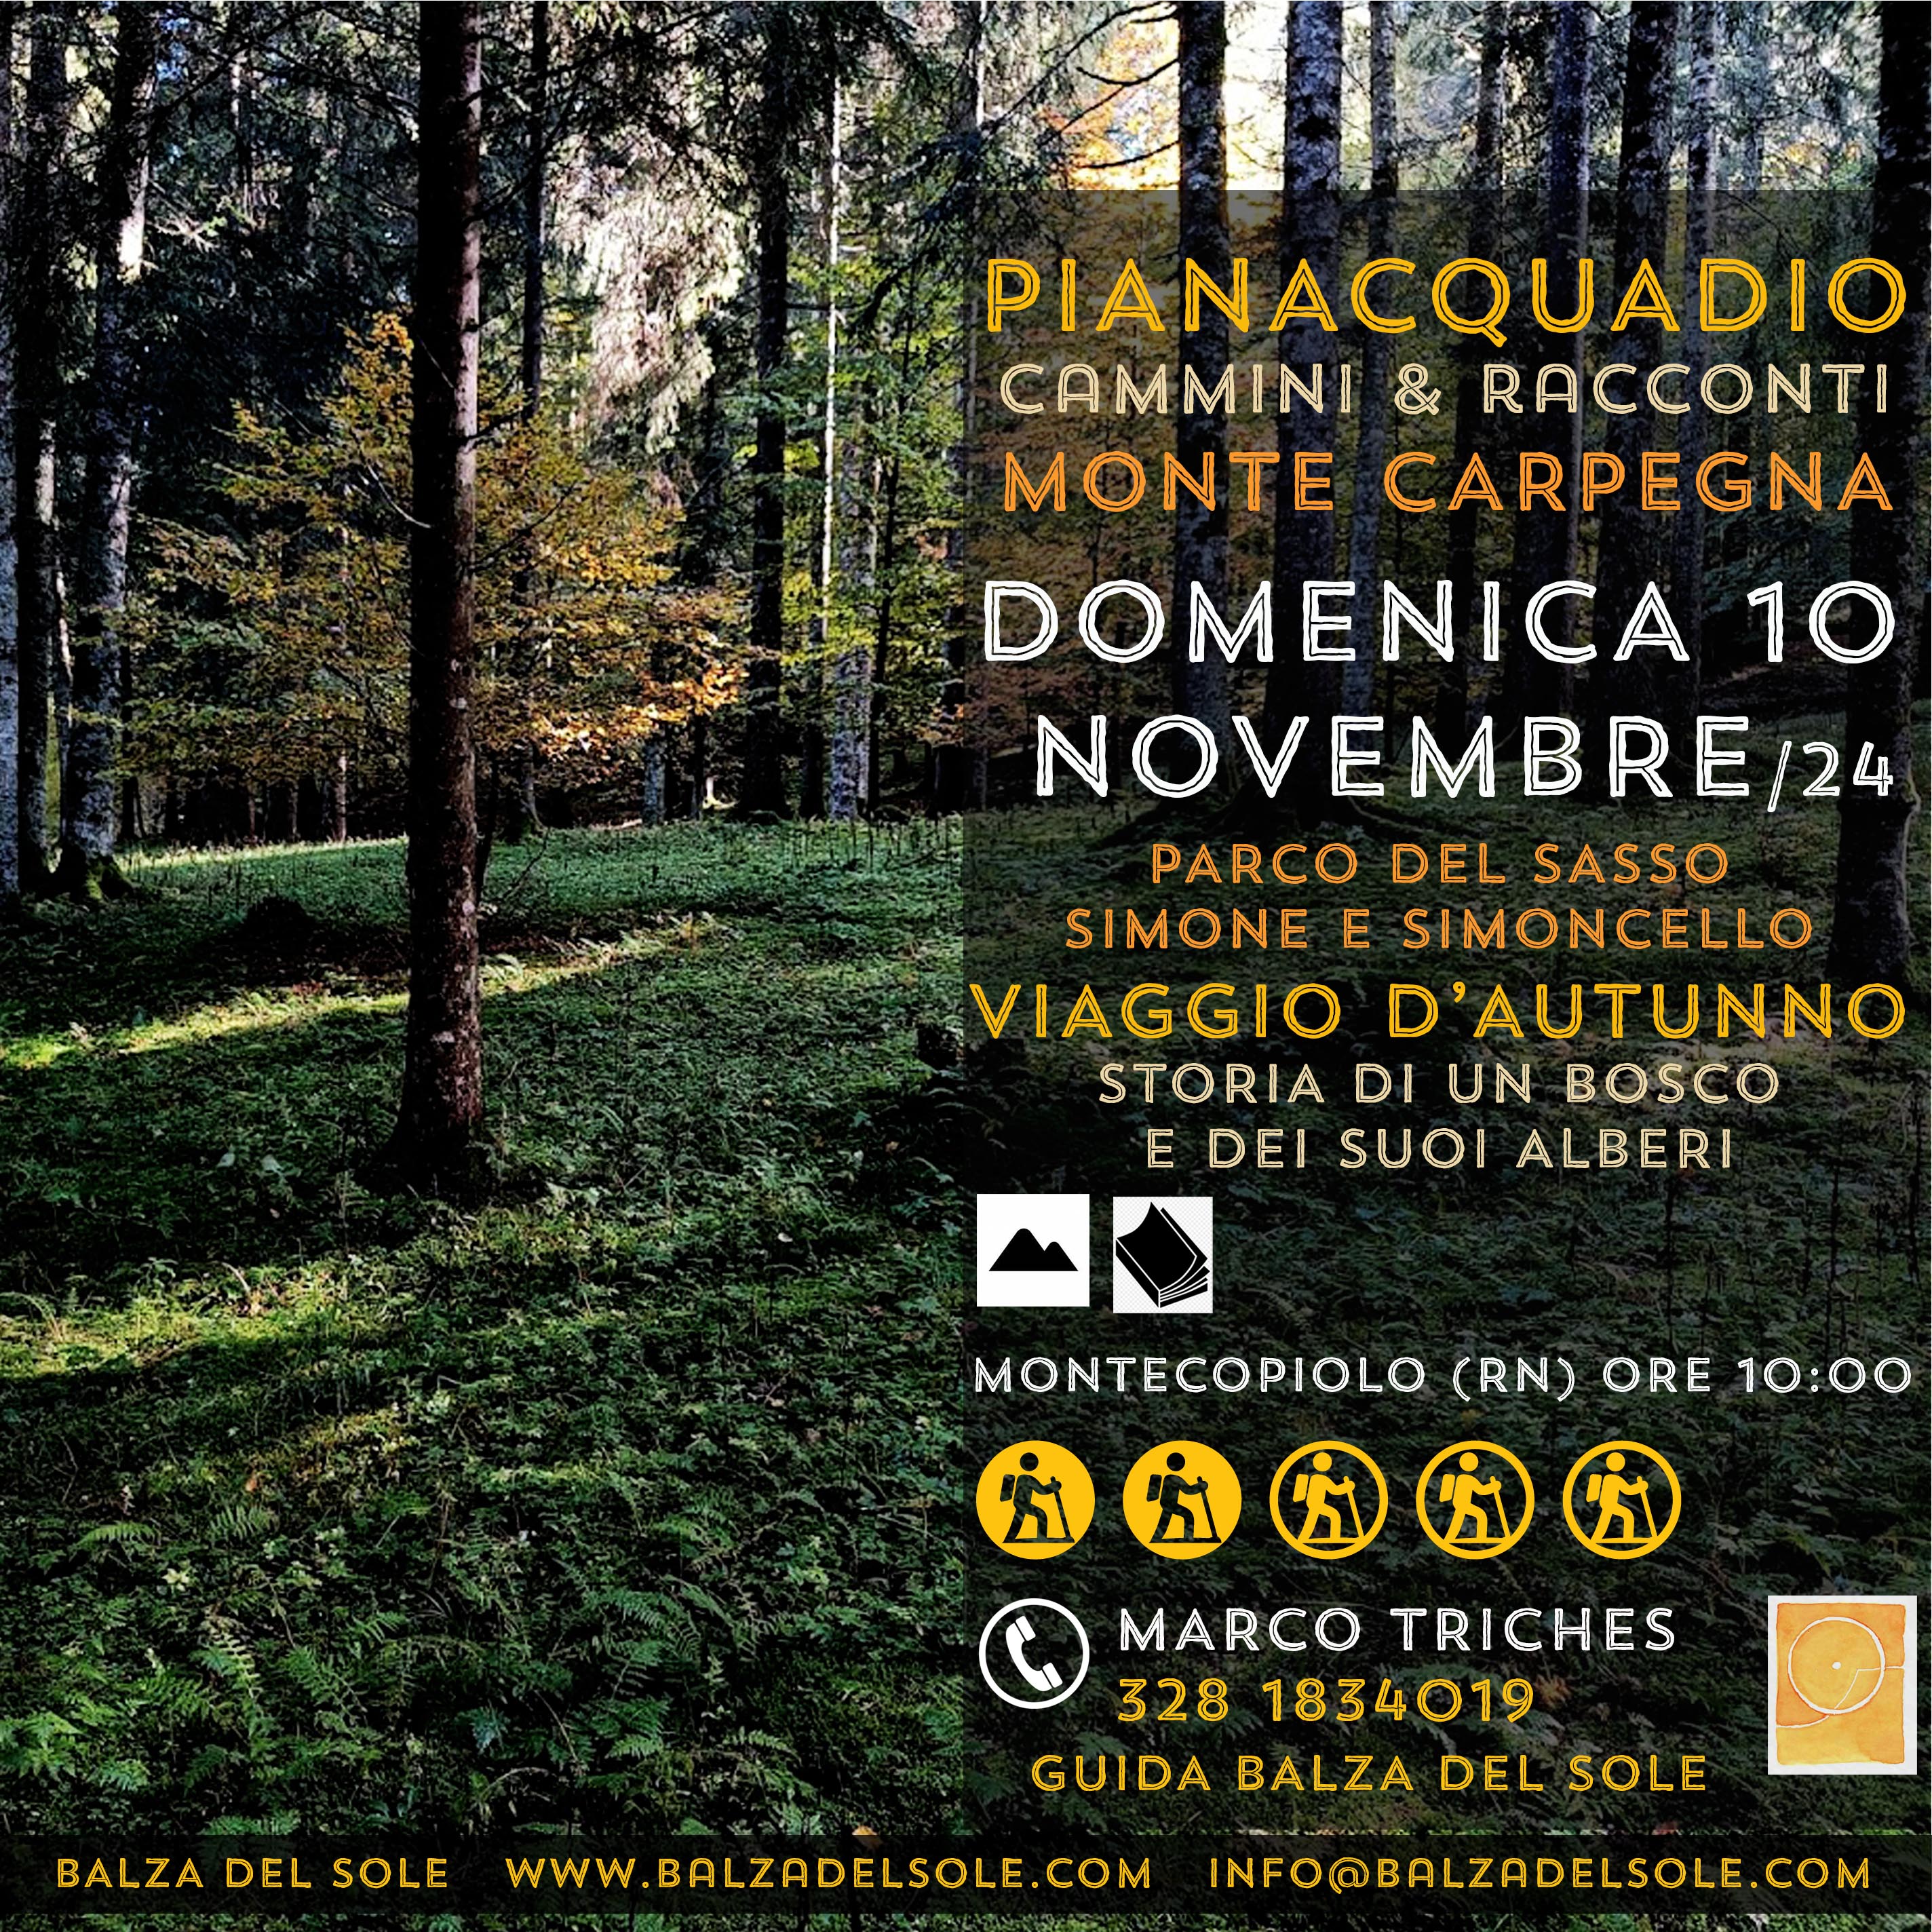 PIANACQUADIO
CAMMINI & RACCONTI
MONTE CARPEGNA
DOMENICA 10
NOVEMBRE/24
PARCO DEL SASSO
SIMONE E SIMONCELLO
VIAGGIO D'AUTUNNO
STORIA DI UN BOSCO
E DEI SUOI ALBERI
MONTECOPIOLO (RN) ORE 10:00
MARCO TRICHES
328 1834019
GUIDA BALZA DEL SOLE
BALZA DEL SOLE WWW.BALZADELSOLE.COM INFO@BALZADELSOLE.COM